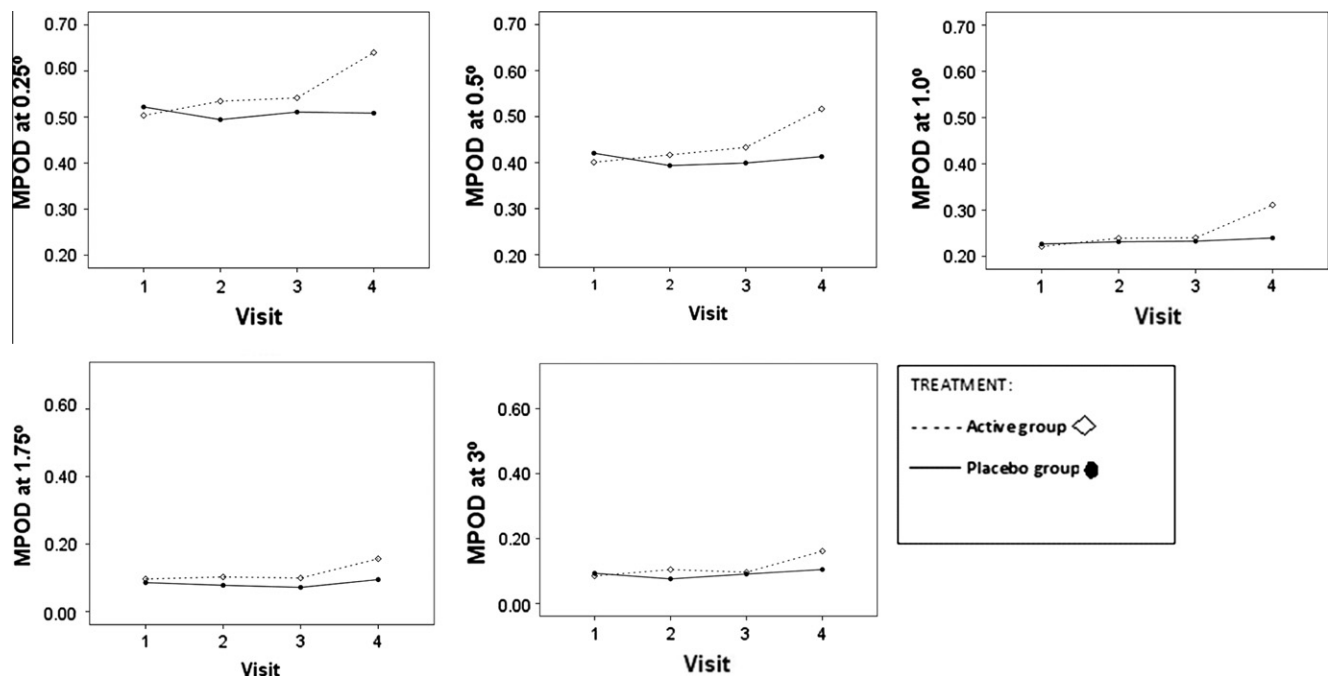 MPOD at 0.25º
0.70
0.60
0.50
0.40
0.30
0.20
1 2 3 4
Visit
MPOD at 0.5º
0.70
0.60
0.50
0.40
0.30
0.20
1 2 3 4
Visit
MPOD at 1.0º
0.70
0.60
0.50
0.40
0.30
0.20
1 2 3 4
Visit
MPOD at 1.75º
0.60
0.40
0.20
0.00
1 2 3 4
Visit
MPOD at 3º
0.60
0.40
0.20
0.00
1 2 3 4
Visit
TREATMENT:
Active group
Placebo group